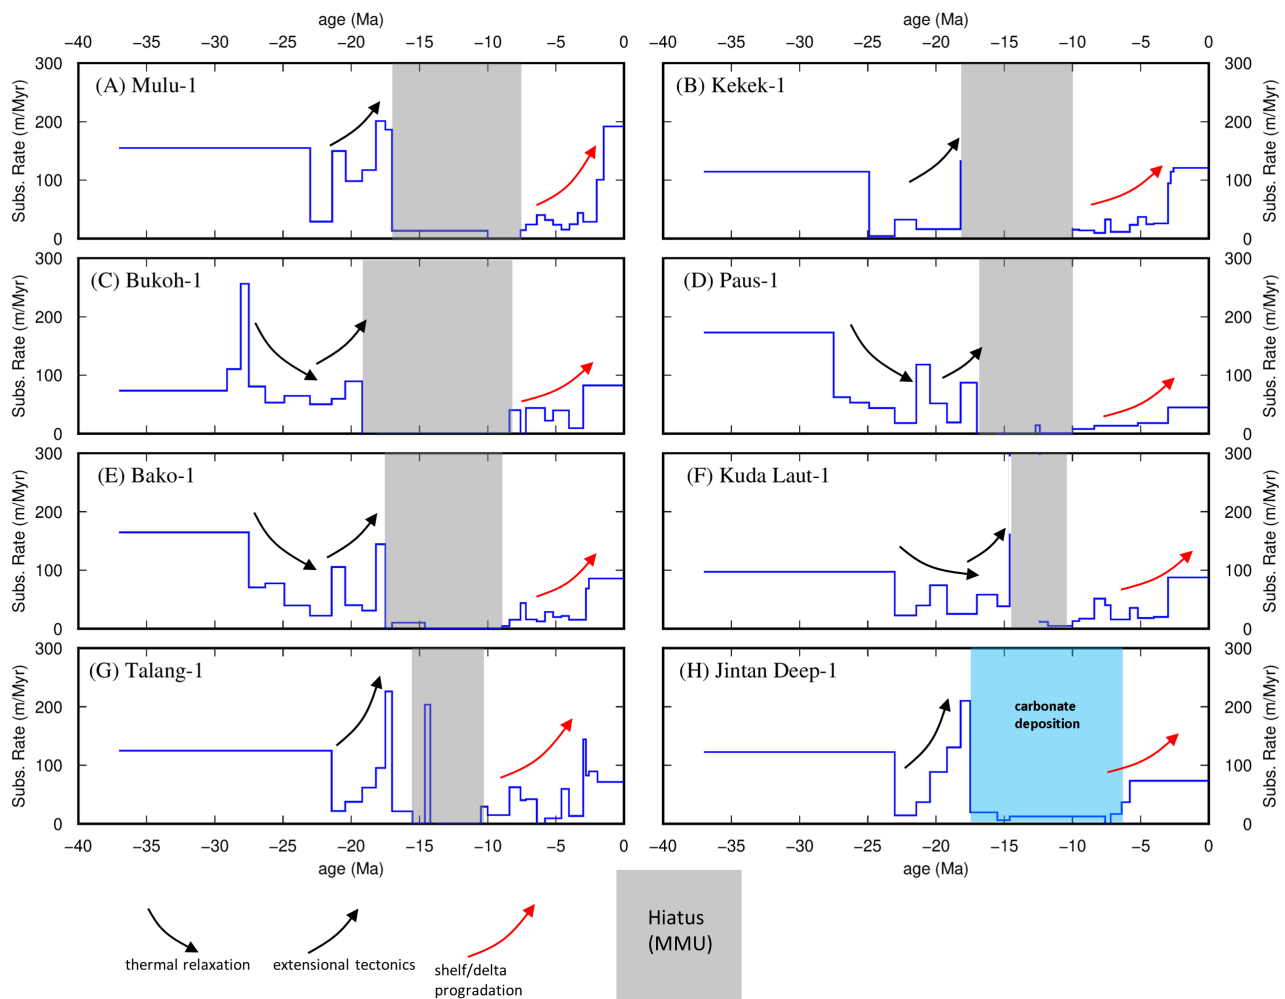 age (Ma)
age (Ma)
−40 −35 −30 −25 −20 −15 −10 −5 0
−40 −35 −30 −25 −20 −15 −10 −5 0
Subs. Rate (m/Myr)
300
200
100
0
(A) Mulu-1
(B) Kekek-1
300
200
100
0
Subs. Rate (m/Myr)
Subs. Rate (m/Myr)
300
200
100
0
(C) Bukoh-1
(D) Paus-1
300
200
100
0
Subs. Rate (m/Myr)
Subs. Rate (m/Myr)
300
200
100
0
(E) Bako-1
(F) Kuda Laut-1
300
200
100
0
Subs. Rate (m/Myr)
Subs. Rate (m/Myr)
300
200
100
0
(G) Talang-1
(H) Jintan Deep-1
carbonate
deposition
300
200
100
0
Subs. Rate (m/Myr)
−40 −35 −30 −25 −20 −15 −10 −5 0
−40 −35 −30 −25 −20 −15 −10 −5 0
age (Ma)
age (Ma)
thermal relaxation
extensional tectonics
shelf/delta
progradation
Hiatus
(MMU)